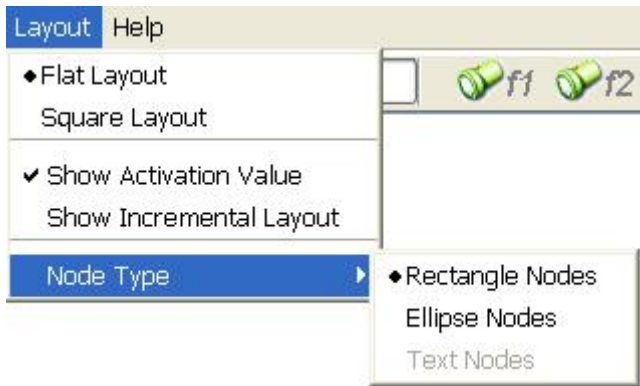 Layout Help
Flat Layout
f1 f2
Square Layout
Show Activation Value
Show Incremental Layout
Node Type
Rectangle Nodes
Ellipse Nodes
Text Nodes